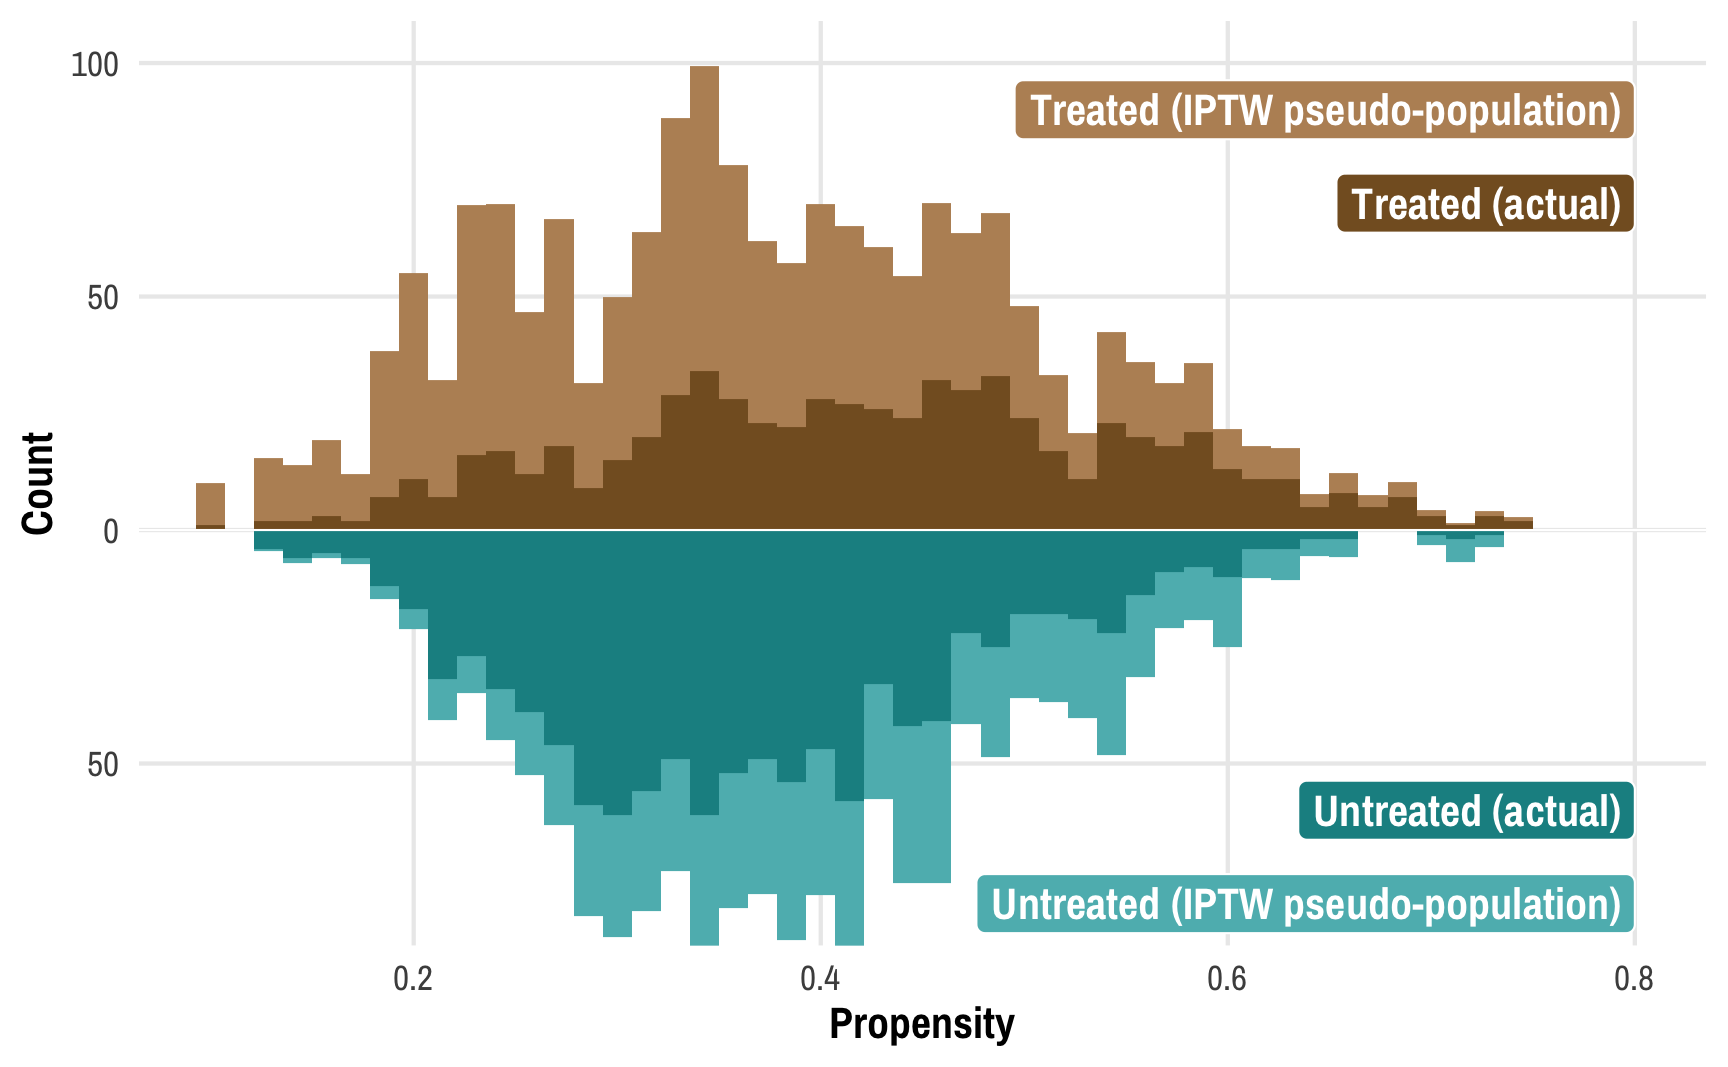 100
50
0
50
Count
Treated (IPTW pseudo-population)
Treated (actual)
Untreated (actual)
Untreated (IPTW pseudo-population)
0.2 0.4 0.6 0.8
Propensity